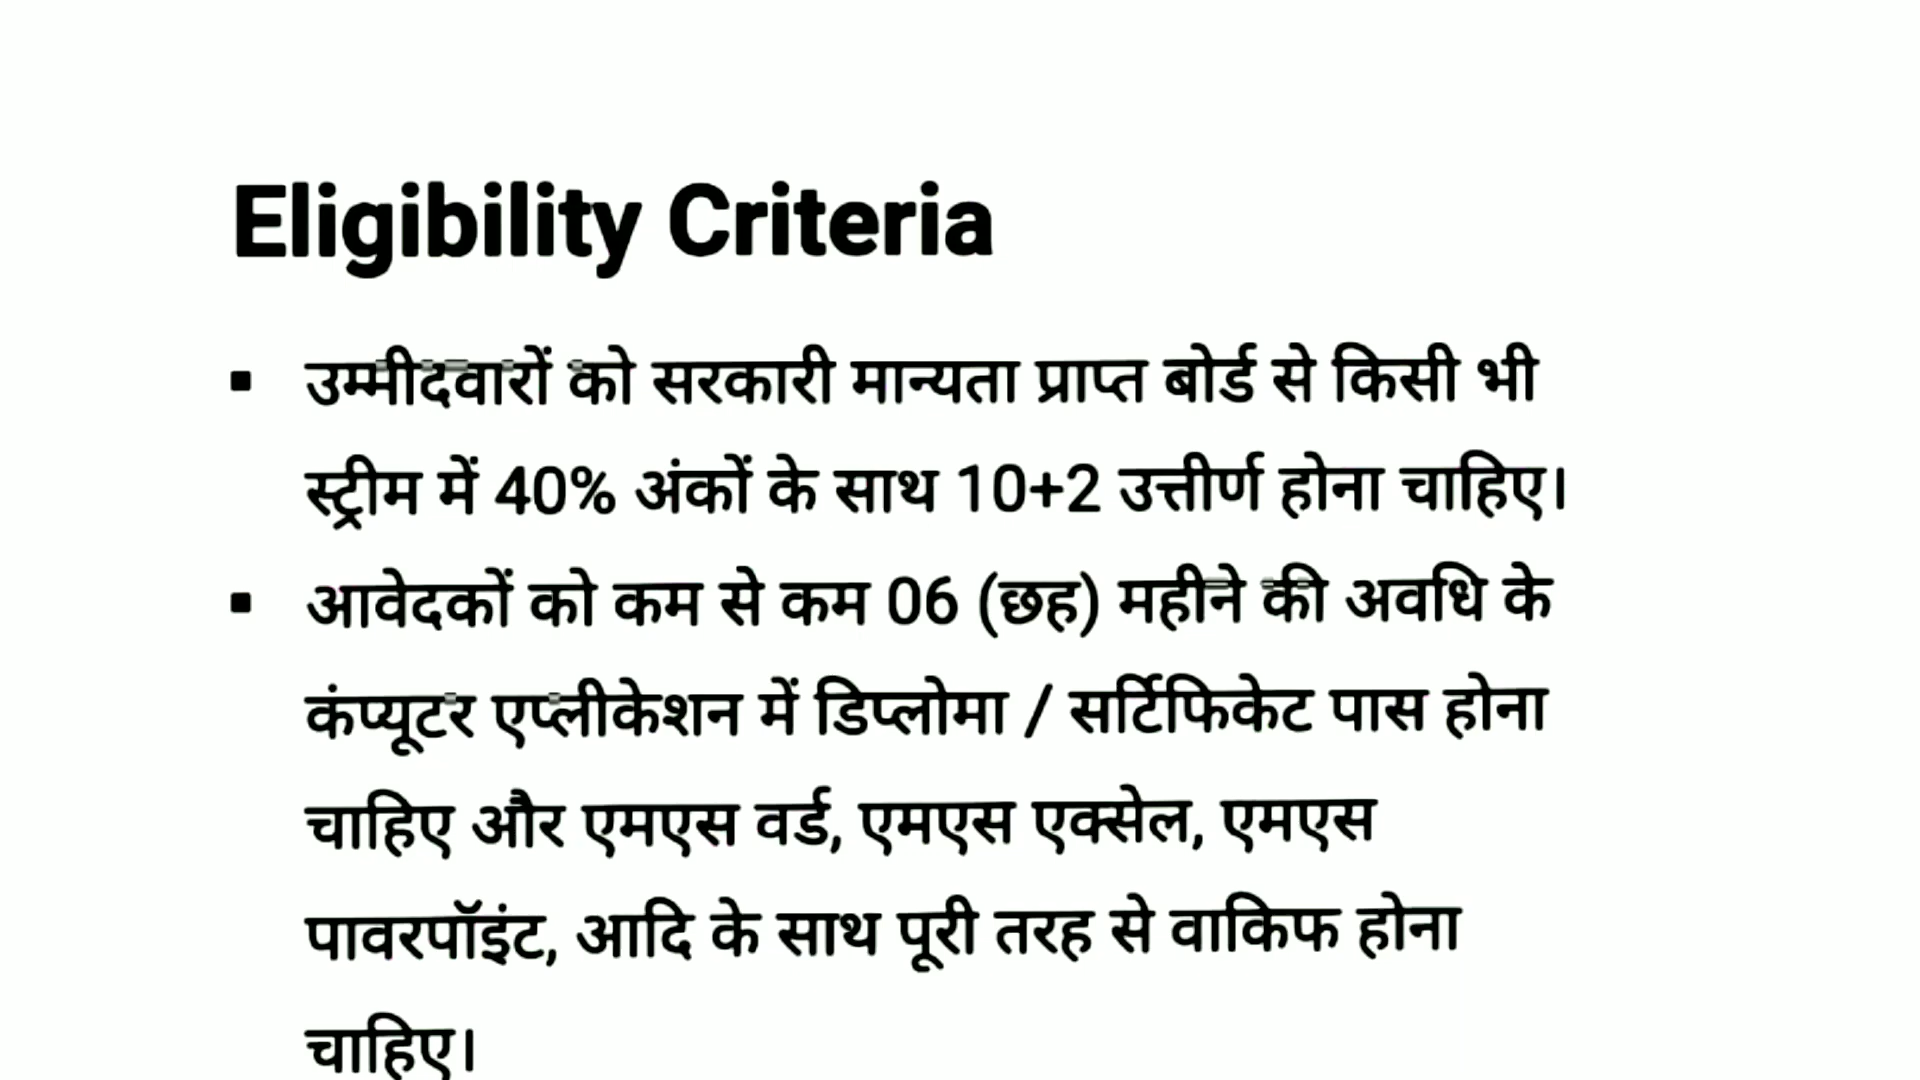 Eligibility Criteria
▪ उम्मीदवारों को सरकारी मान्यता प्राप्त बोर्ड से किसी भी
स्ट्रीम में 40% अंकों के साथ 10+2 उत्तीर्ण होना चाहिए।
▪ आवेदकों को कम से कम 06 (छह) महीने की अवधि के
कंप्यूटर एप्लीकेशन में डिप्लोमा / सर्टिफिकेट पास होना
चाहिए और एमएस वर्ड, एमएस एक्सेल, एमएस
पावरपॉइंट, आदि के साथ पूरी तरह से वाकिफ होना
चाहिए।